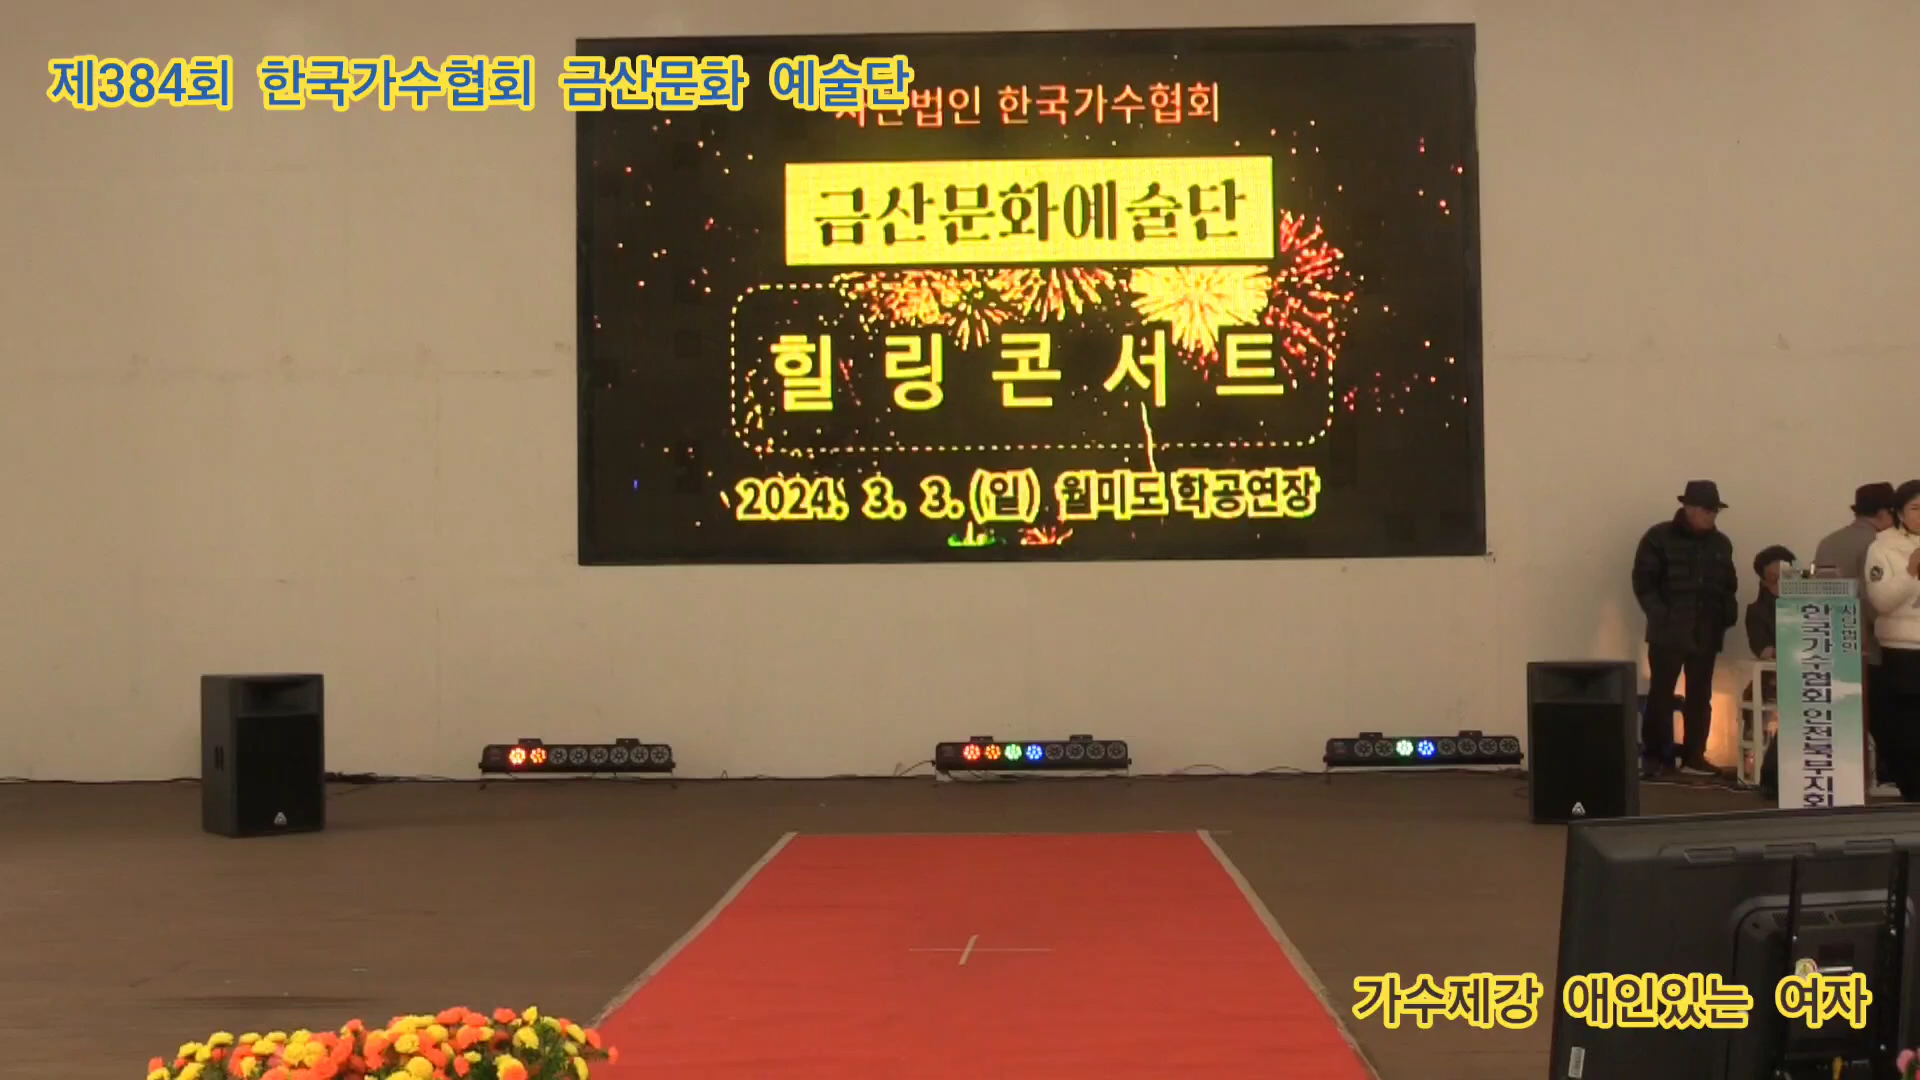 제384회 한국가수협회 금산문화 예술단
사단법인 한국가수협회
금산문화예술단
힐링콘서트
2024. 3. 3.(일) 월미도 학공연장
사단법인
한국가수협회 인천북부지회
가수제강 애인있는 여자